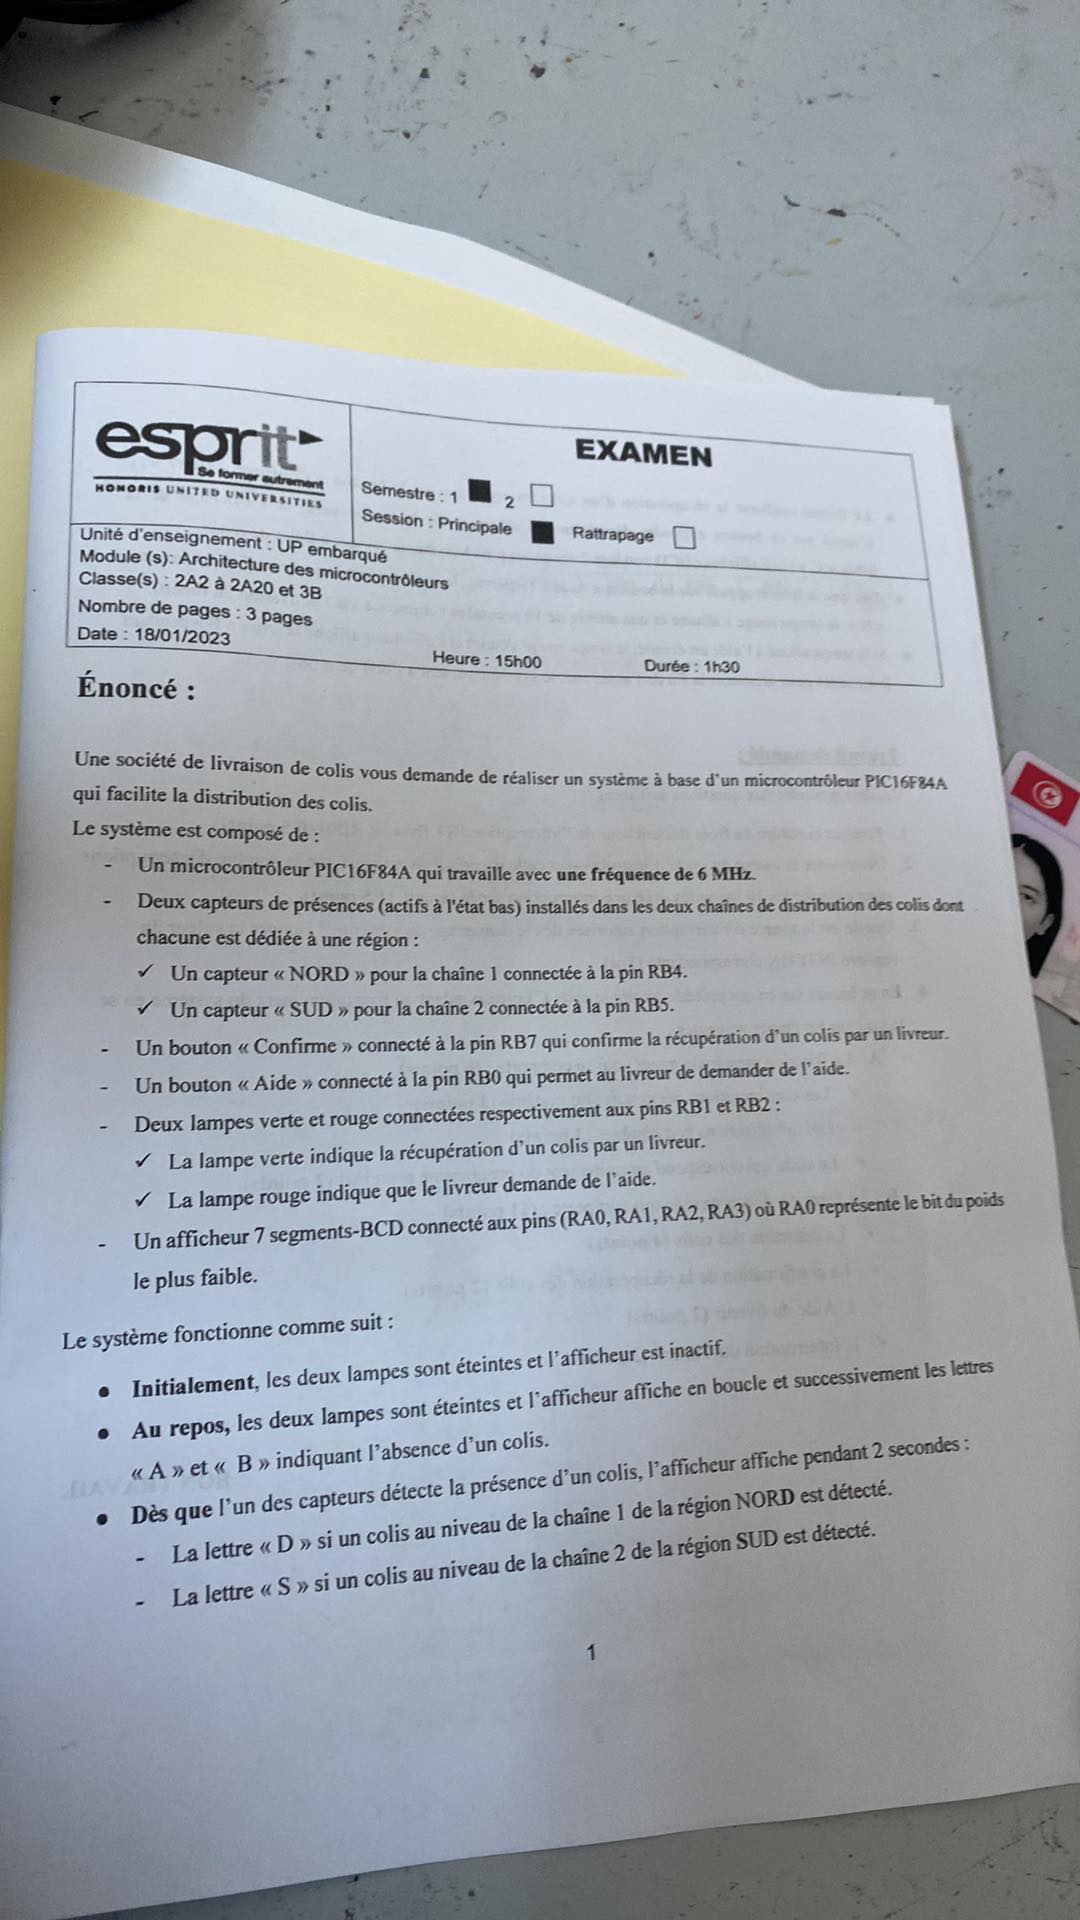 esprit
Se former autrement
HONORIS UNITED UNIVERSITIES
EXAMEN
Semestre : 1 ■ 2 □
Session : Principale ■ Rattrapage □
Unité d'enseignement : UP embarqué
Module (s): Architecture des microcontrôleurs
Classe(s) : 2A2 à 2A20 et 3B
Nombre de pages : 3 pages
Date : 18/01/2023 Heure : 15h00 Durée : 1h30
Énoncé :
Une société de livraison de colis vous demande de réaliser un système à base d'un microcontrôleur PIC16F84A
qui facilite la distribution des colis.
Le système est composé de :
- Un microcontrôleur PIC16F84A qui travaille avec une fréquence de 6 MHz.
- Deux capteurs de présences (actifs à l'état bas) installés dans les deux chaînes de distribution des colis dont
chacune est dédiée à une région :
✓ Un capteur « NORD » pour la chaîne 1 connectée à la pin RB4.
✓ Un capteur « SUD » pour la chaîne 2 connectée à la pin RB5.
- Un bouton « Confirme » connecté à la pin RB7 qui confirme la récupération d'un colis par un livreur.
- Un bouton « Aide » connecté à la pin RB0 qui permet au livreur de demander de l'aide.
- Deux lampes verte et rouge connectées respectivement aux pins RB1 et RB2 :
✓ La lampe verte indique la récupération d'un colis par un livreur.
✓ La lampe rouge indique que le livreur demande de l'aide.
- Un afficheur 7 segments-BCD connecté aux pins (RA0, RA1, RA2, RA3) où RA0 représente le bit du poids
le plus faible.
Le système fonctionne comme suit :
● Initialement, les deux lampes sont éteintes et l'afficheur est inactif.
● Au repos, les deux lampes sont éteintes et l'afficheur affiche en boucle et successivement les lettres
« A » et « B » indiquant l'absence d'un colis.
● Dès que l'un des capteurs détecte la présence d'un colis, l'afficheur affiche pendant 2 secondes :
- La lettre « D » si un colis au niveau de la chaîne 1 de la région NORD est détecté.
- La lettre « S » si un colis au niveau de la chaîne 2 de la région SUD est détecté.
1